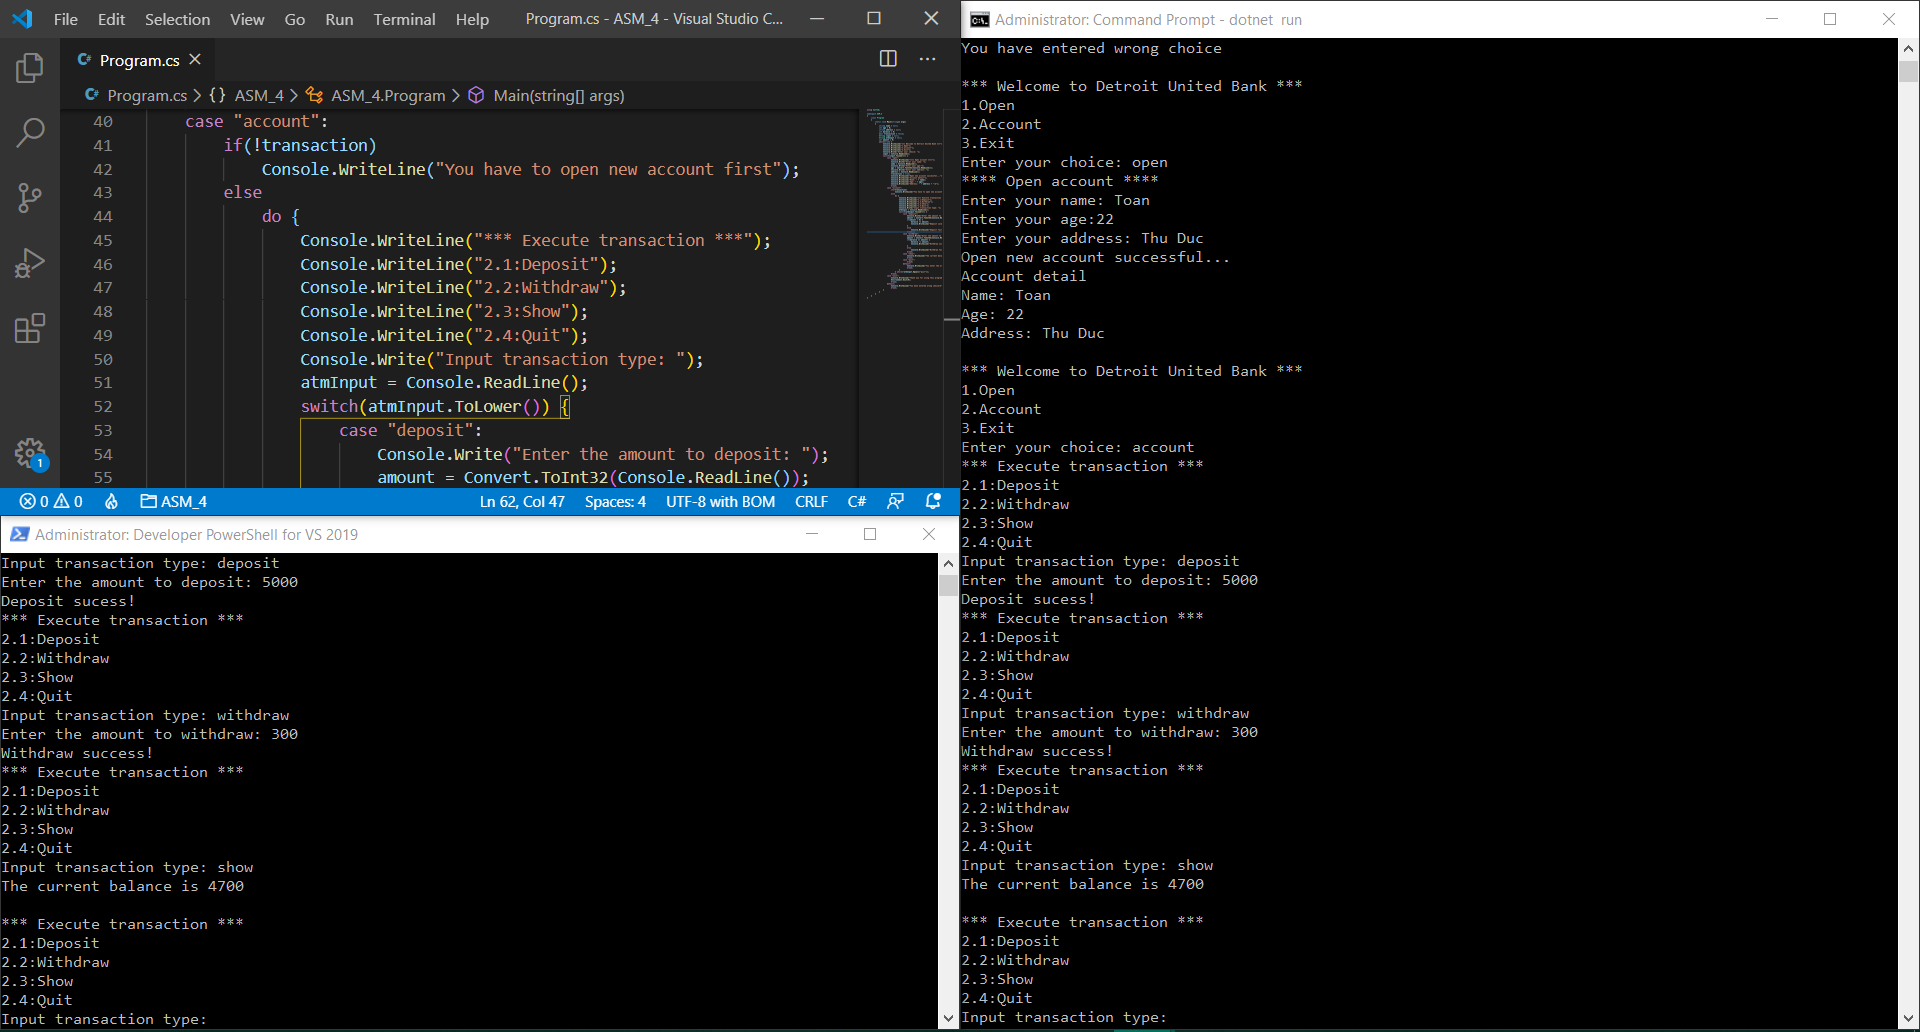 File Edit Selection View Go Run Terminal Help Program.cs - ASM_4 - Visual Studio C...
Program.cs
Program.cs > {} ASM_4 > ASM_4.Program > Main(string[] args)
40 case "account":
41 if(!transaction)
42 Console.WriteLine("You have to open new account first");
43 else
44 do {
45 Console.WriteLine("*** Execute transaction ***");
46 Console.WriteLine("2.1:Deposit");
47 Console.WriteLine("2.2:Withdraw");
48 Console.WriteLine("2.3:Show");
49 Console.WriteLine("2.4:Quit");
50 Console.Write("Input transaction type: ");
51 atmInput = Console.ReadLine();
52 switch(atmInput.ToLower()) {
53 case "deposit":
54 Console.Write("Enter the amount to deposit: ");
55 amount = Convert.ToInt32(Console.ReadLine());
1
0 0 ASM_4 Ln 62, Col 47 Spaces: 4 UTF-8 with BOM CRLF C#
Administrator: Developer PowerShell for VS 2019
Input transaction type: deposit
Enter the amount to deposit: 5000
Deposit sucess!
*** Execute transaction ***
2.1:Deposit
2.2:Withdraw
2.3:Show
2.4:Quit
Input transaction type: withdraw
Enter the amount to withdraw: 300
Withdraw success!
*** Execute transaction ***
2.1:Deposit
2.2:Withdraw
2.3:Show
2.4:Quit
Input transaction type: show
The current balance is 4700
*** Execute transaction ***
2.1:Deposit
2.2:Withdraw
2.3:Show
2.4:Quit
Input transaction type:
Administrator: Command Prompt - dotnet run
You have entered wrong choice
*** Welcome to Detroit United Bank ***
1.Open
2.Account
3.Exit
Enter your choice: open
**** Open account ****
Enter your name: Toan
Enter your age:22
Enter your address: Thu Duc
Open new account successful...
Account detail
Name: Toan
Age: 22
Address: Thu Duc
*** Welcome to Detroit United Bank ***
1.Open
2.Account
3.Exit
Enter your choice: account
*** Execute transaction ***
2.1:Deposit
2.2:Withdraw
2.3:Show
2.4:Quit
Input transaction type: deposit
Enter the amount to deposit: 5000
Deposit sucess!
*** Execute transaction ***
2.1:Deposit
2.2:Withdraw
2.3:Show
2.4:Quit
Input transaction type: withdraw
Enter the amount to withdraw: 300
Withdraw success!
*** Execute transaction ***
2.1:Deposit
2.2:Withdraw
2.3:Show
2.4:Quit
Input transaction type: show
The current balance is 4700
*** Execute transaction ***
2.1:Deposit
2.2:Withdraw
2.3:Show
2.4:Quit
Input transaction type: